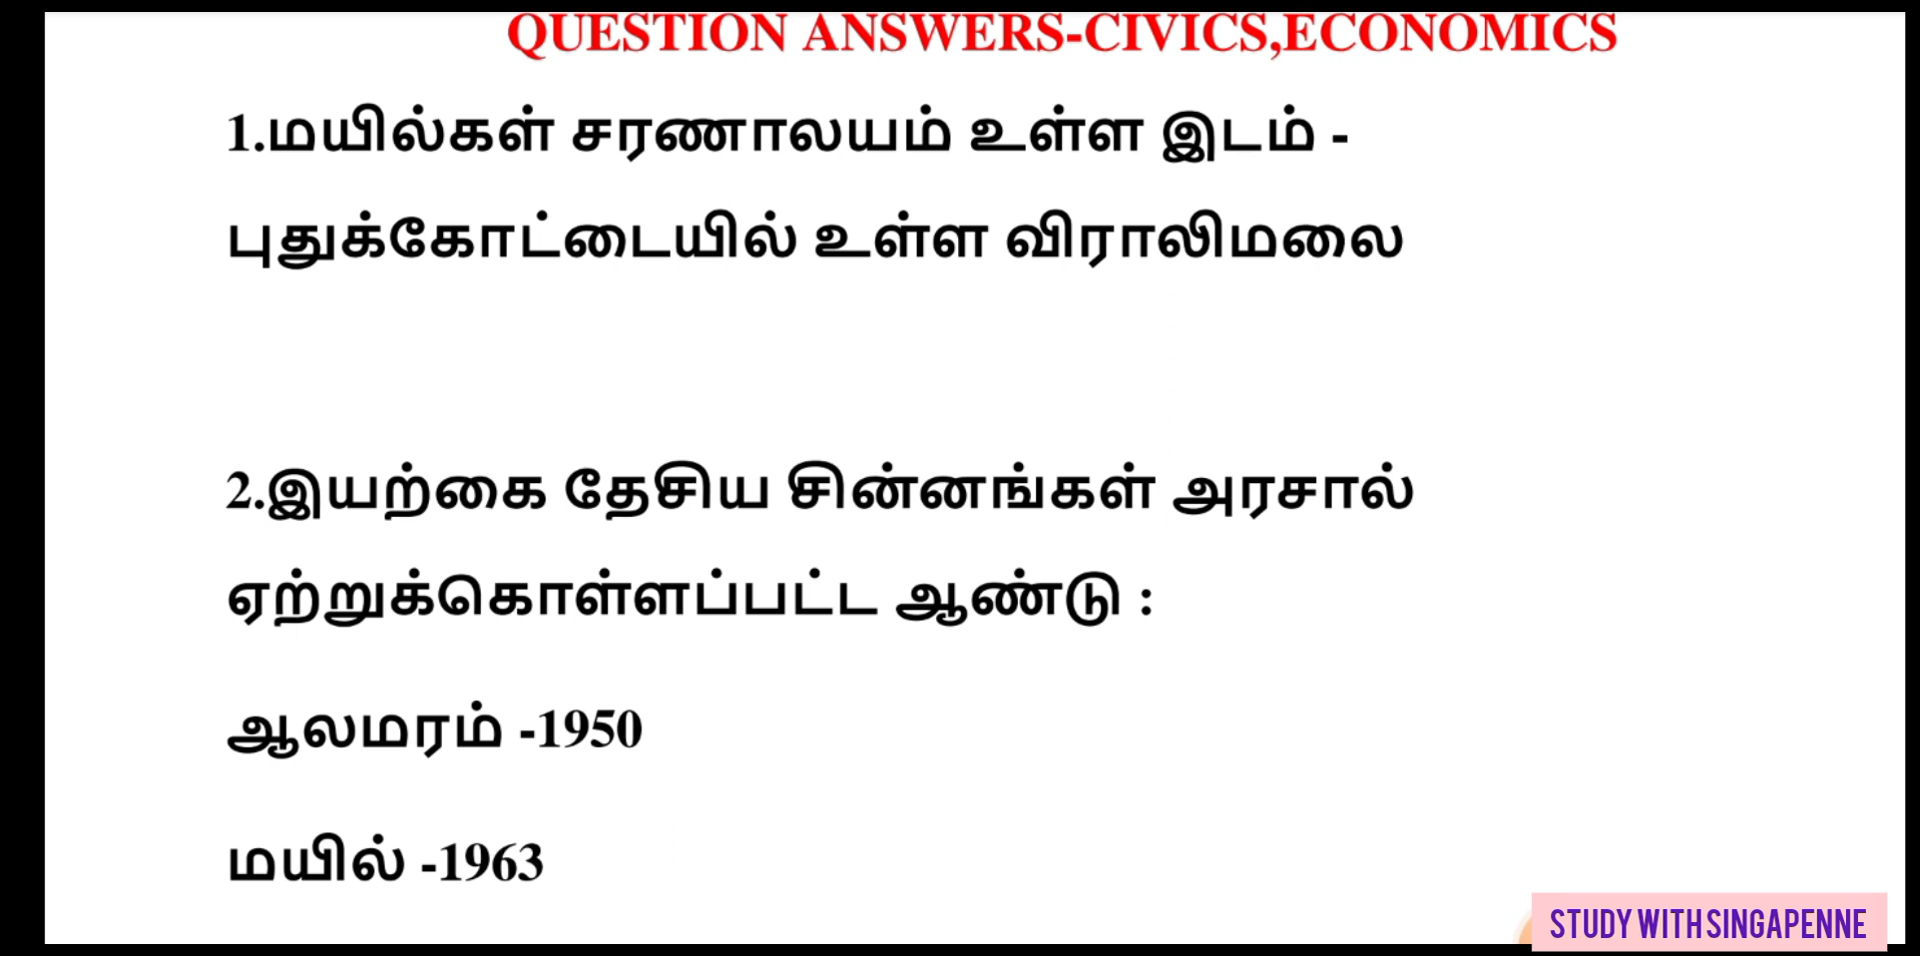 QUESTION ANSWERS-CIVICS,ECONOMICS
1.மயில்கள் சரணாலயம் உள்ள இடம் -
புதுக்கோட்டையில் உள்ள விராலிமலை
2.இயற்கை தேசிய சின்னங்கள் அரசால்
ஏற்றுக்கொள்ளப்பட்ட ஆண்டு :
ஆலமரம் -1950
மயில் -1963
STUDY WITH SINGAPENNE